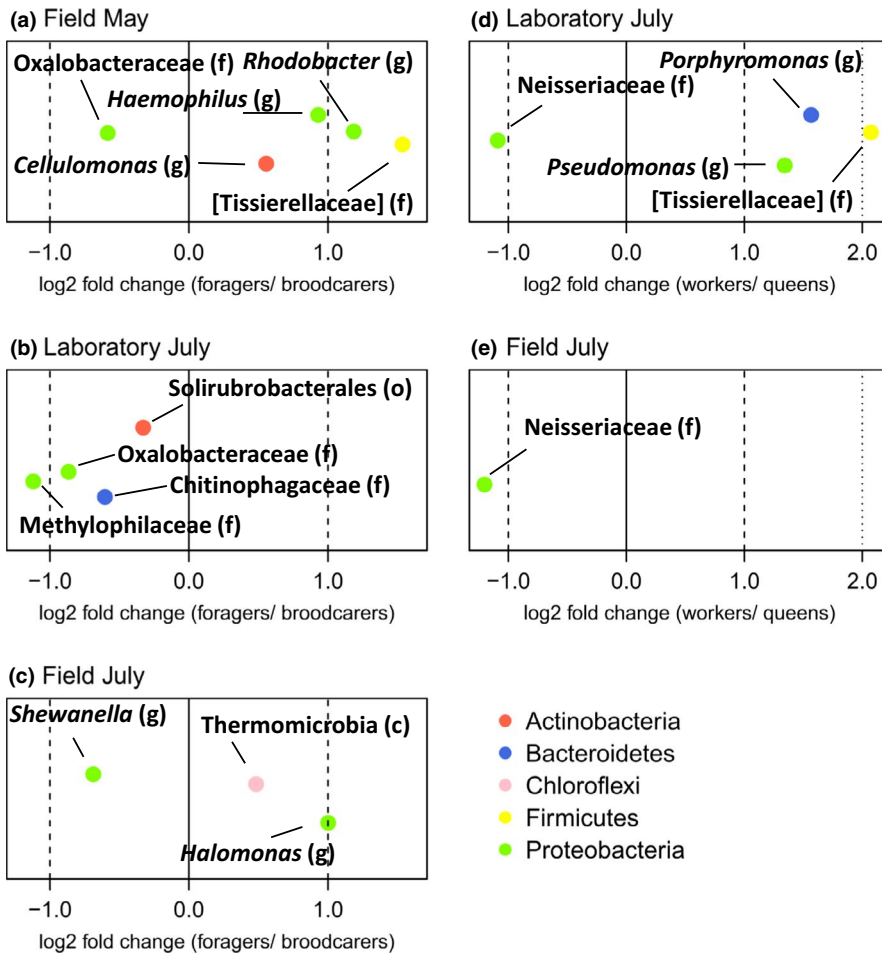 (a) Field May
Oxalobacteraceae (f)
Rhodobacter (g)
Haemophilus (g)
Cellulomonas (g)
[Tissierellaceae] (f)
−1.0 0.0 1.0
log2 fold change (foragers/ broodcarers)
(b) Laboratory July
Solirubrobacterales (o)
Oxalobacteraceae (f)
Chitinophagaceae (f)
Methylophilaceae (f)
−1.0 0.0 1.0
log2 fold change (foragers/ broodcarers)
(c) Field July
Shewanella (g)
Thermomicrobia (c)
Halomonas (g)
−1.0 0.0 1.0
log2 fold change (foragers/ broodcarers)
(d) Laboratory July
Porphyromonas (g)
Neisseriaceae (f)
Pseudomonas (g)
[Tissierellaceae] (f)
−1.0 0.0 1.0 2.0
log2 fold change (workers/ queens)
(e) Field July
Neisseriaceae (f)
−1.0 0.0 1.0 2.0
log2 fold change (workers/ queens)
Actinobacteria
Bacteroidetes
Chloroflexi
Firmicutes
Proteobacteria